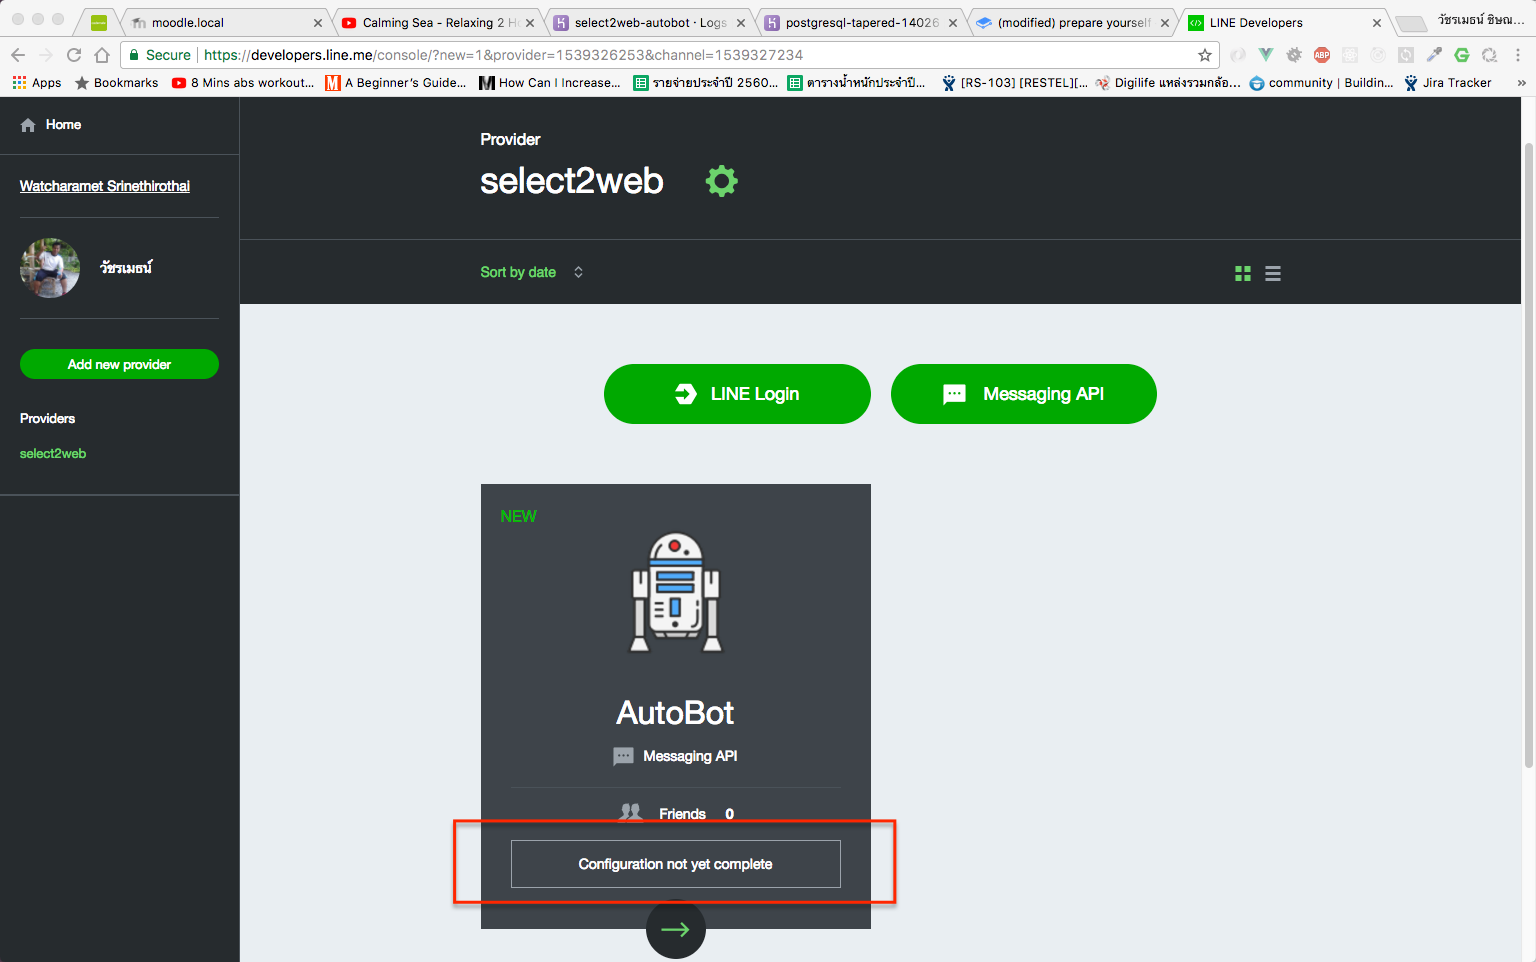 moodle.local
Calming Sea - Relaxing 2 H
select2web-autobot · Logs
postgresql-tapered-14026
(modified) prepare yourself
LINE Developers
วัชรเมธน์ ชิษณ...
Secure
https://developers.line.me/console/?new=1&provider=1539326253&channel=1539327234
ABP
Apps
Bookmarks
8 Mins abs workout...
A Beginner's Guide...
How Can I Increase...
รายจ่ายประจำปี 2560...
ตารางน้ำหนักประจำปี...
[RS-103] [RESTEL][...
Digilife แหล่งรวมกล้อ...
community | Buildin...
Jira Tracker
»
Home
Watcharamet Srinethirothai
วัชรเมธน์
Add new provider
Providers
select2web
Provider
select2web
Sort by date
LINE Login
Messaging API
NEW
AutoBot
Messaging API
Friends 0
Configuration not yet complete